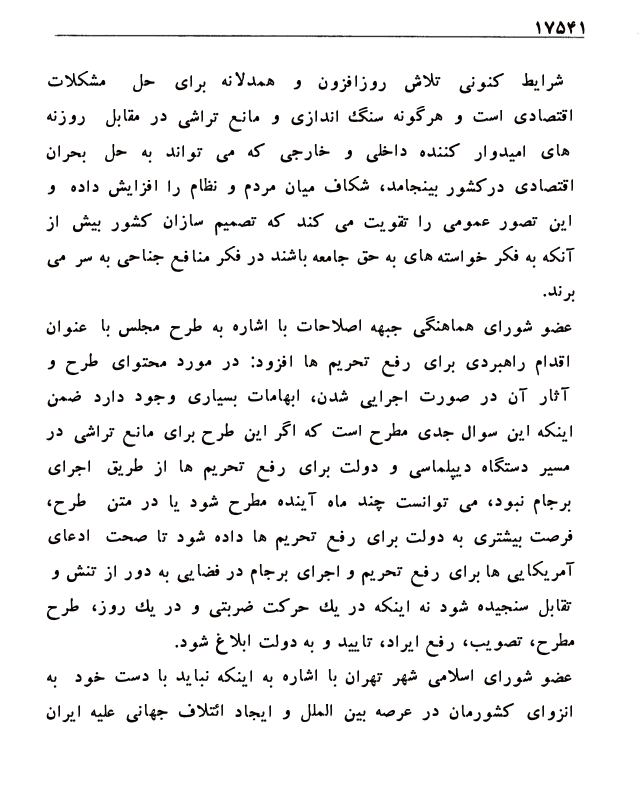 ۱۷۵۴۱
شرایط کنونی تلاش روزافزون و همدلانه برای حل مشکلات
اقتصادی است و هرگونه سنگ اندازی و مانع تراشی در مقابل روزنه
های امیدوار کننده داخلی و خارجی که می تواند به حل بحران
اقتصادی درکشور بینجامد، شکاف میان مردم و نظام را افزایش داده و
این تصور عمومی را تقویت می کند که تصمیم سازان کشور بیش از
آنکه به فکر خواسته های به حق جامعه باشند در فکر منافع جناحی به سر می
برند.
عضو شورای هماهنگی جبهه اصلاحات با اشاره به طرح مجلس با عنوان
اقدام راهبردی برای رفع تحریم ها افزود: در مورد محتوای طرح و
آثار آن در صورت اجرایی شدن، ابهامات بسیاری وجود دارد ضمن
اینکه این سوال جدی مطرح است که اگر این طرح برای مانع تراشی در
مسیر دستگاه دیپلماسی و دولت برای رفع تحریم ها از طریق اجرای
برجام نبود، می توانست چند ماه آینده مطرح شود یا در متن طرح،
فرصت بیشتری به دولت برای رفع تحریم ها داده شود تا صحت ادعای
آمریکایی ها برای رفع تحریم و اجرای برجام در فضایی به دور از تنش و
تقابل سنجیده شود نه اینکه در یك حرکت ضربتی و در یك روز، طرح
مطرح، تصویب، رفع ایراد، تایید و به دولت ابلاغ شود.
عضو شورای اسلامی شهر تهران با اشاره به اینکه نباید با دست خود به
انزوای کشورمان در عرصه بین الملل و ایجاد ائتلاف جهانی علیه ایران